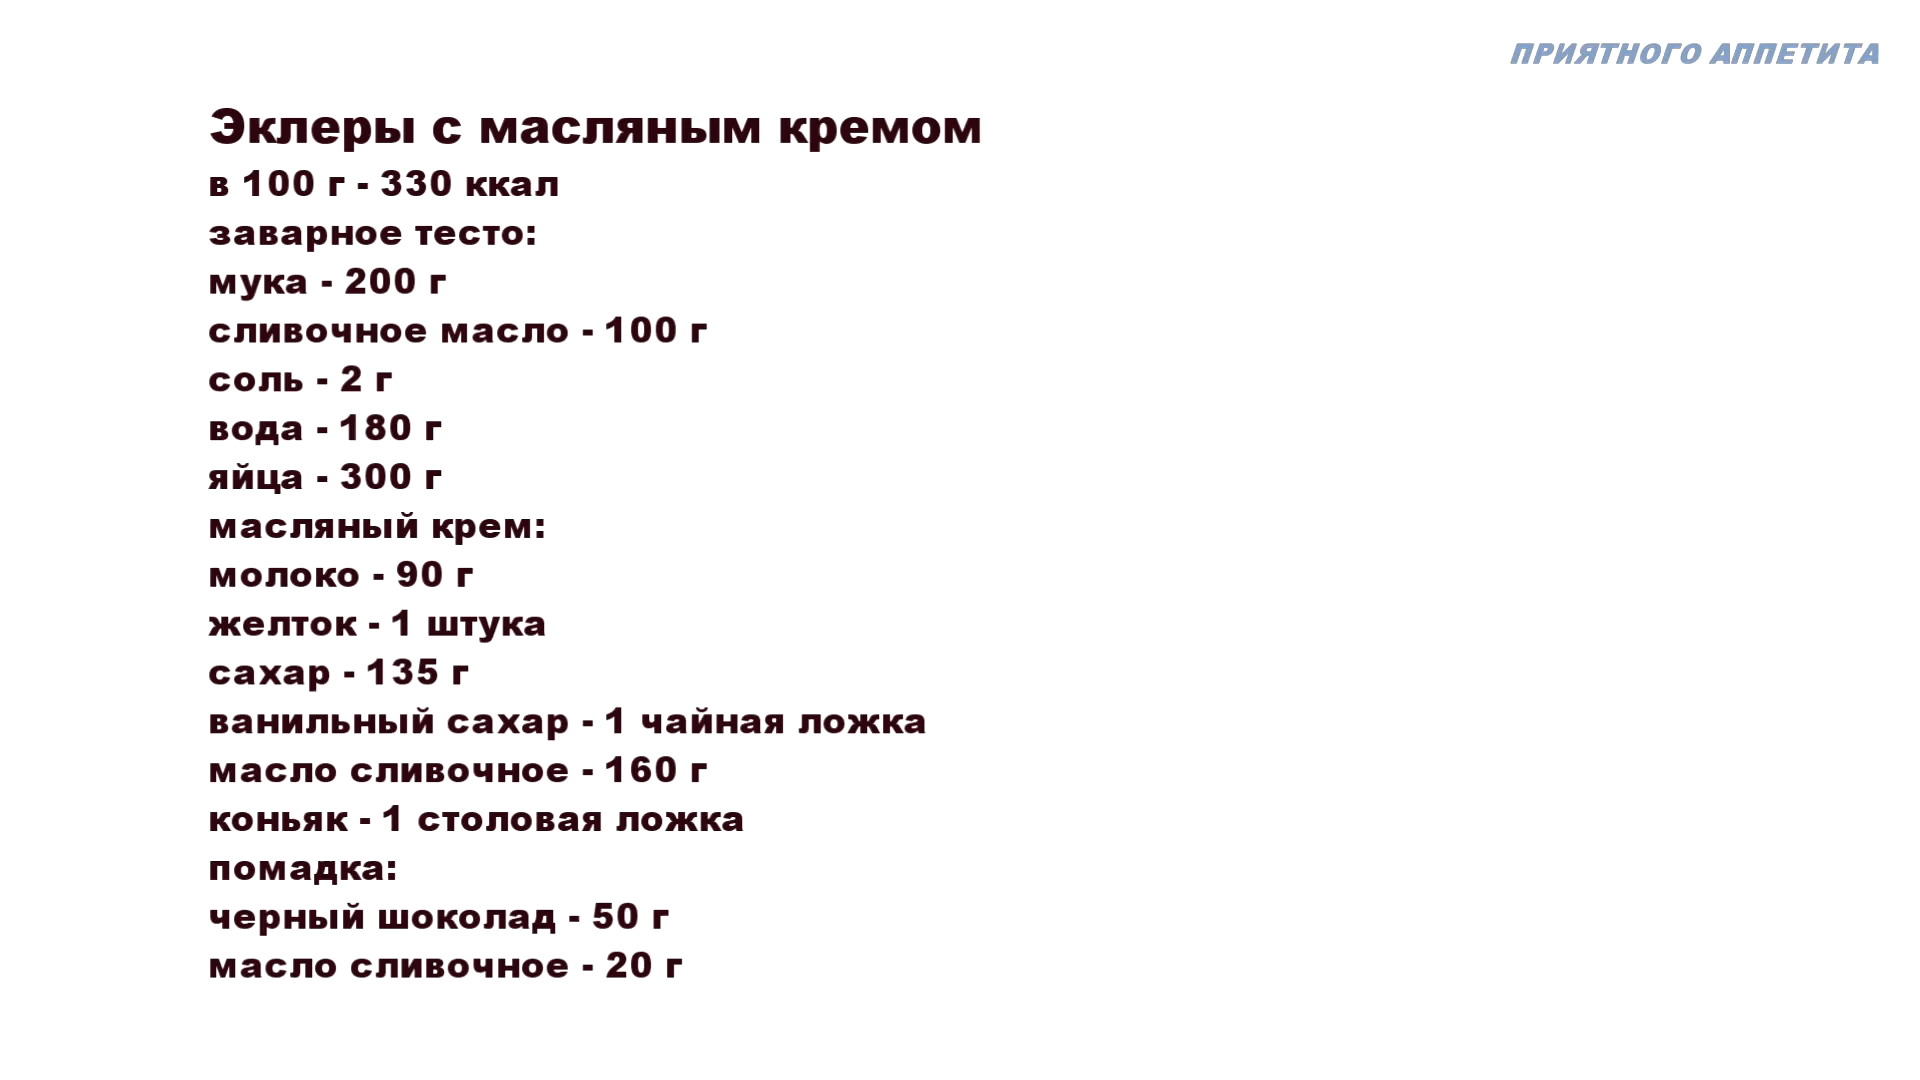 ПРИЯТНОГО АППЕТИТА
Эклеры с масляным кремом
в 100 г - 330 ккал
заварное тесто:
мука - 200 г
сливочное масло - 100 г
соль - 2 г
вода - 180 г
яйца - 300 г
масляный крем:
молоко - 90 г
желток - 1 штука
сахар - 135 г
ванильный сахар - 1 чайная ложка
масло сливочное - 160 г
коньяк - 1 столовая ложка
помадка:
черный шоколад - 50 г
масло сливочное - 20 г